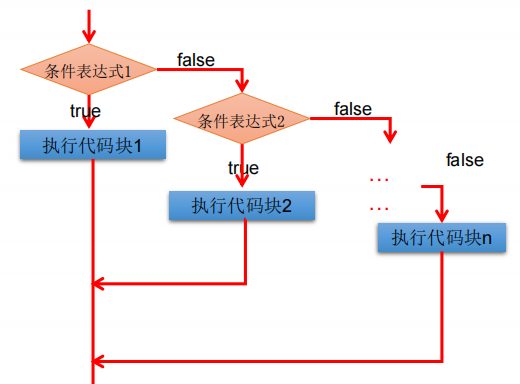 false
条件表达式1
false
true
条件表达式2
执行代码块1
false
true
...
执行代码块2
...
执行代码块n